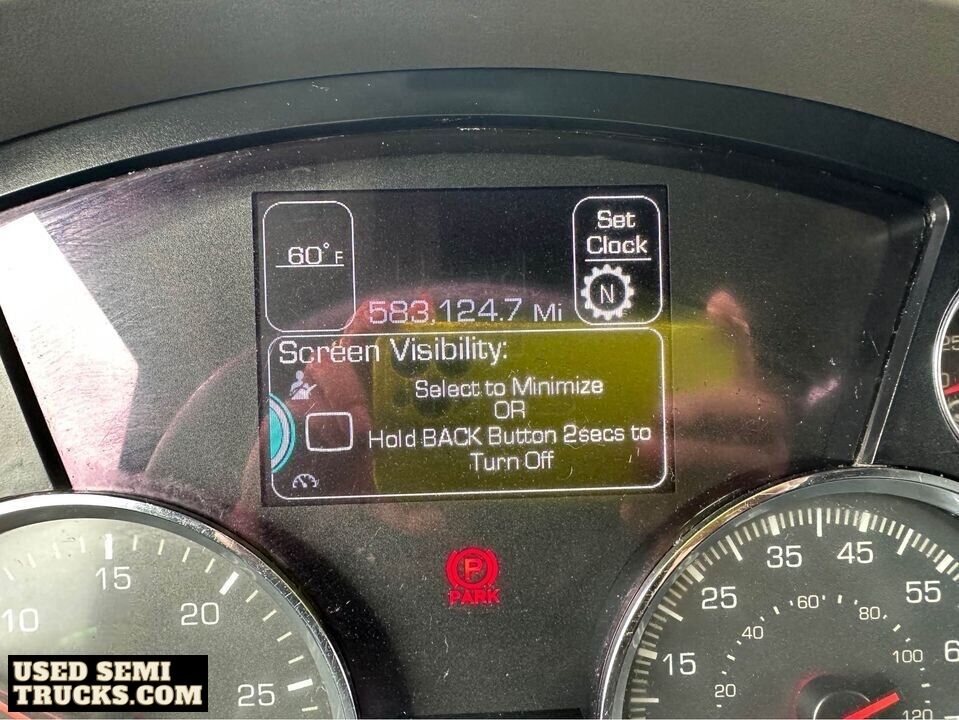 60°F
Set
Clock
N
583,124.7 Mi
Screen Visibility:
Select to Minimize
OR
Hold BACK Button 2secs to
Turn Off
P
PARK
10
15
20
25
15
25
35
45
55
20
40
60
80
100
120
USED SEMI
TRUCKS.COM